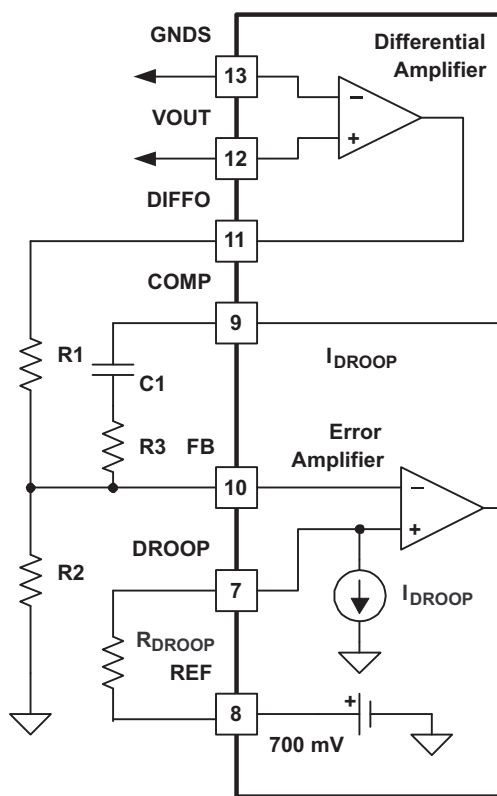 GNDS
Differential
Amplifier
13
VOUT
12
DIFFO
11
COMP
9
R1
C1
IDROOP
R3
FB
Error
Amplifier
10
DROOP
R2
7
IDROOP
RDROOP
REF
8
700 mV
−
+
−
+
+